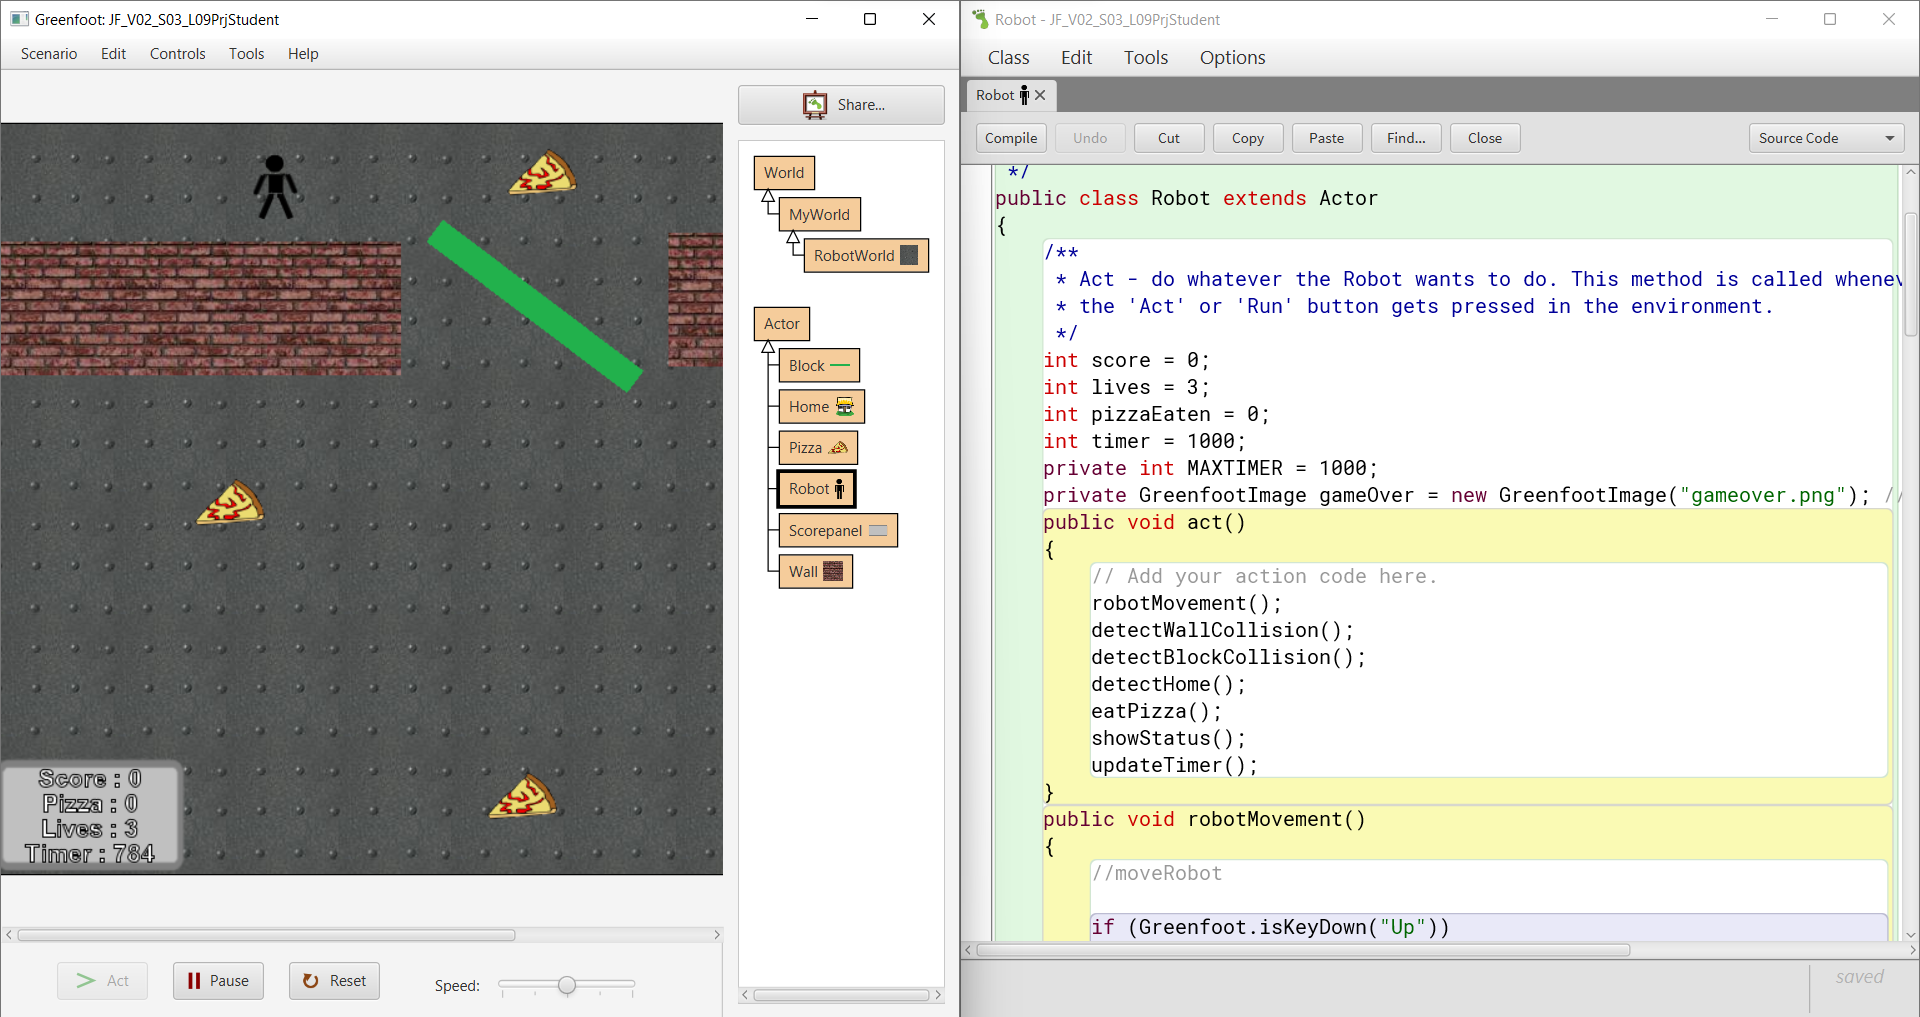 Greenfoot: JF_V02_S03_L09PrjStudent
Scenario Edit Controls Tools Help
Share...
World
MyWorld
RobotWorld
Actor
Block
Home
Pizza
Robot
Scorepanel
Wall
Score : 0
Pizza : 0
Lives : 3
Timer : 784
Act Pause Reset Speed:
Robot - JF_V02_S03_L09PrjStudent
Class Edit Tools Options
Robot
Compile Undo Cut Copy Paste Find... Close Source Code
*/
public class Robot extends Actor
{
/**
* Act - do whatever the Robot wants to do. This method is called whenev
* the 'Act' or 'Run' button gets pressed in the environment.
*/
int score = 0;
int lives = 3;
int pizzaEaten = 0;
int timer = 1000;
private int MAXTIMER = 1000;
private GreenfootImage gameOver = new GreenfootImage("gameover.png"); //
public void act()
{
// Add your action code here.
robotMovement();
detectWallCollision();
detectBlockCollision();
detectHome();
eatPizza();
showStatus();
updateTimer();
}
public void robotMovement()
{
//moveRobot
if (Greenfoot.isKeyDown("Up"))
saved